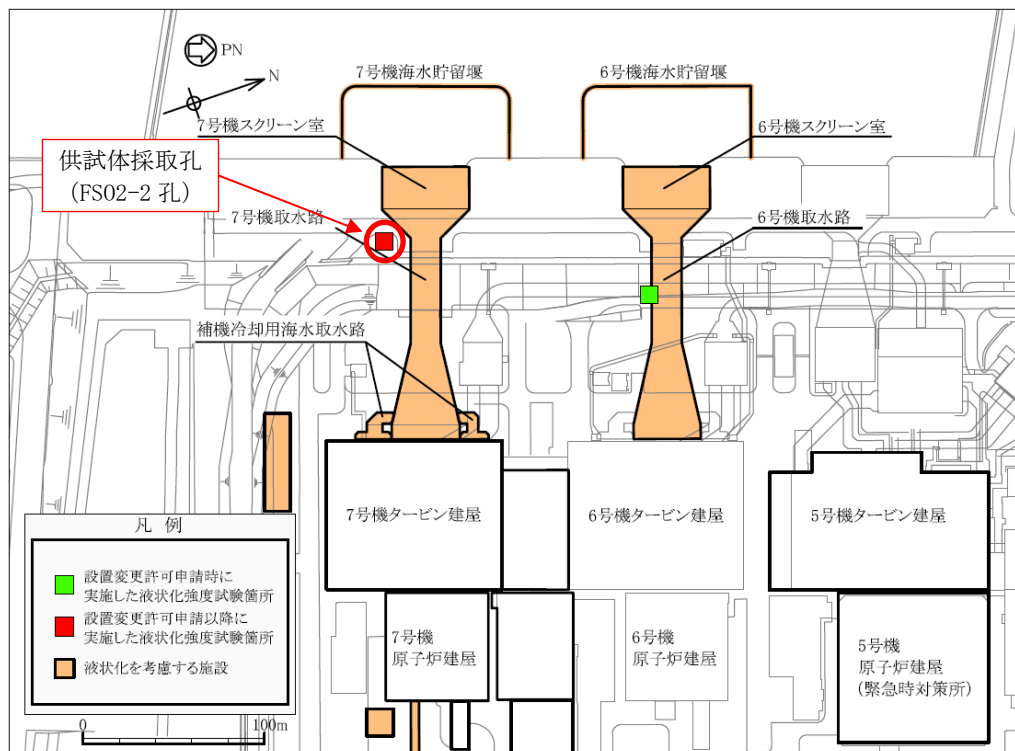 PN
N
7号機海水貯留堰
6号機海水貯留堰
7号機スクリーン室
6号機スクリーン室
供試体採取孔
(FS02-2 孔)
7号機取水路
6号機取水路
補機冷却用海水取水路
7号機タービン建屋
6号機タービン建屋
5号機タービン建屋
凡 例
設置変更許可申請時に
実施した液状化強度試験箇所
設置変更許可申請以降に
実施した液状化強度試験箇所
液状化を考慮する施設
7号機
原子炉建屋
6号機
原子炉建屋
5号機
原子炉建屋
(緊急時対策所)
0
100m